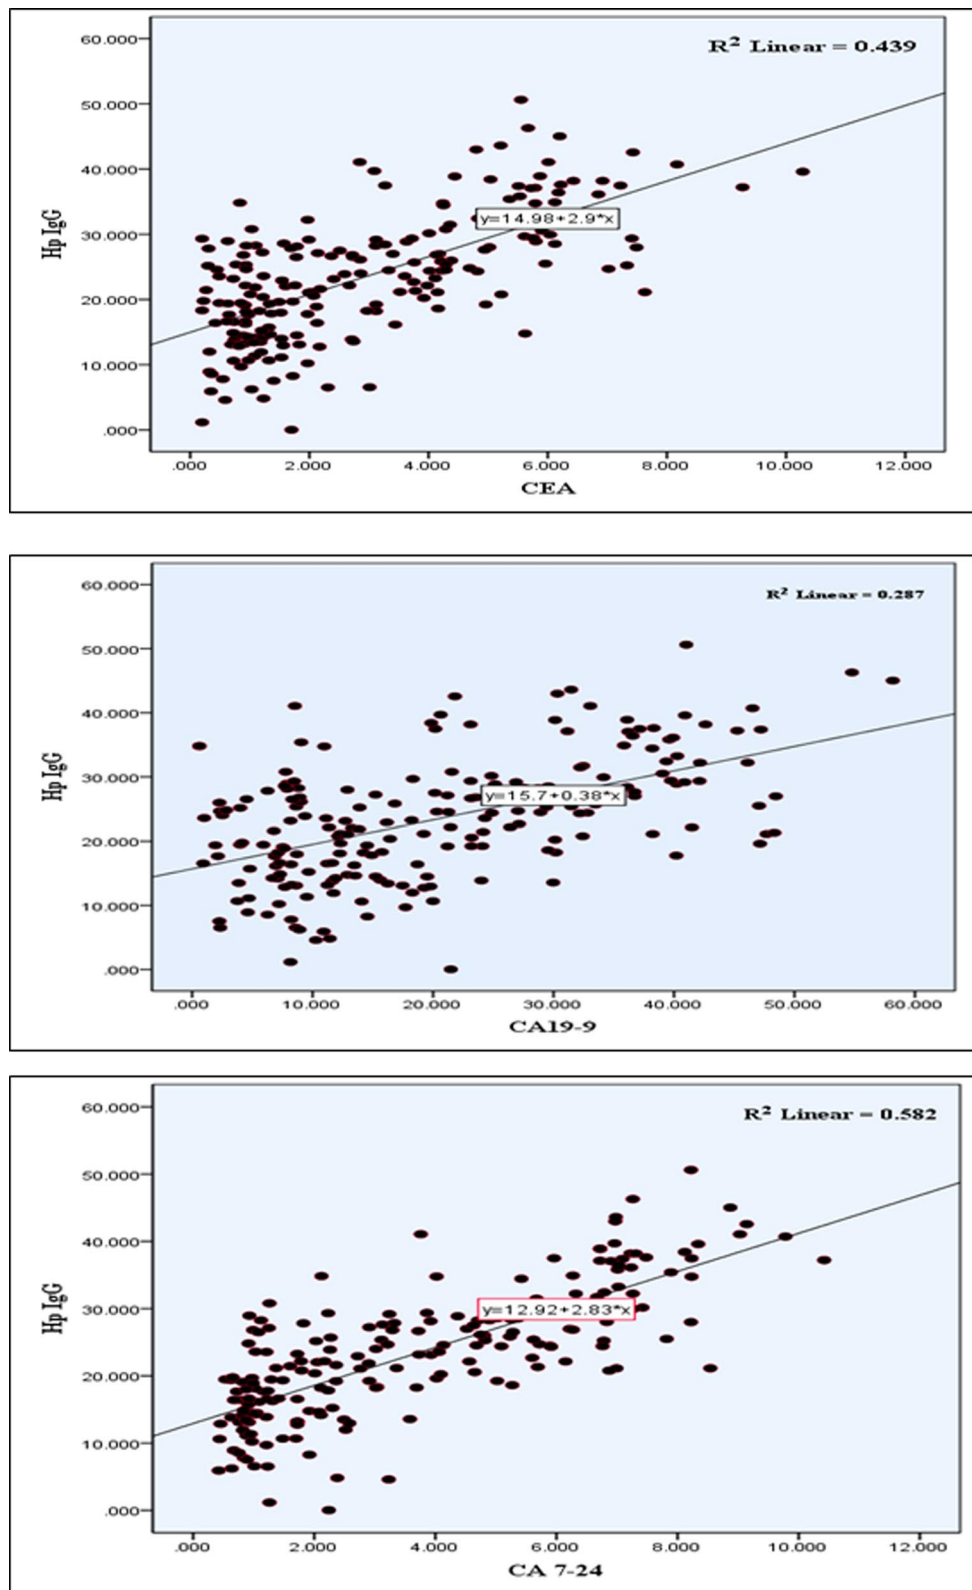 60.000
R² Linear = 0.439
50.000
40.000
y=14.98+2.9*x
Hp IgG
30.000
20.000
10.000
.000
.000 2.000 4.000 6.000 8.000 10.000 12.000
CEA
60.000
R² Linear = 0.287
50.000
40.000
Hp IgG
30.000
y=15.7+0.38*x
20.000
10.000
.000
.000 10.000 20.000 30.000 40.000 50.000 60.000
CA19-9
60.000
R² Linear = 0.582
50.000
40.000
Hp IgG
30.000
y=12.92+2.83*x
20.000
10.000
.000
.000 2.000 4.000 6.000 8.000 10.000 12.000
CA 7-24